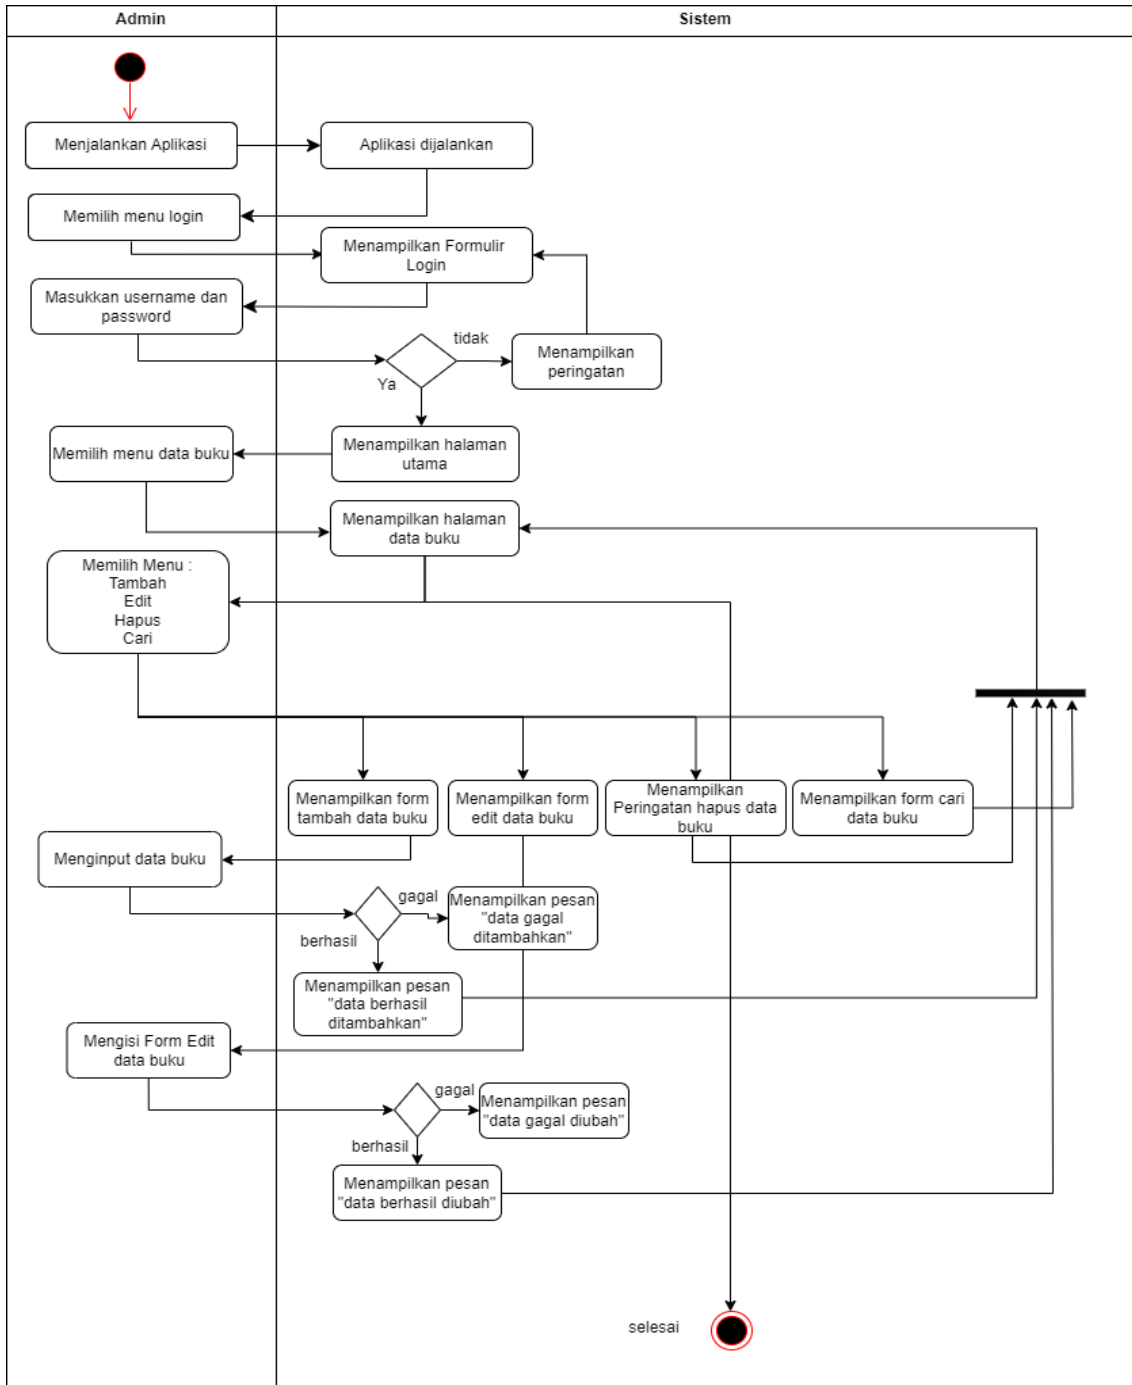 Admin
Sistem
Menjalankan Aplikasi
Aplikasi dijalankan
Memilih menu login
Menampilkan Formulir
Login
Masukkan username dan
password
tidak
Menampilkan
peringatan
Ya
Memilih menu data buku
Menampilkan halaman
utama
Menampilkan halaman
data buku
Memilih Menu :
Tambah
Edit
Hapus
Cari
Menampilkan form
tambah data buku
Menampilkan form
edit data buku
Menampilkan
Peringatan hapus data
buku
Menampilkan form cari
data buku
Menginput data buku
gagal
Menampilkan pesan
"data gagal
ditambahkan"
berhasil
Menampilkan pesan
"data berhasil
ditambahkan"
Mengisi Form Edit
data buku
gagal
Menampilkan pesan
"data gagal diubah"
berhasil
Menampilkan pesan
"data berhasil diubah"
selesai